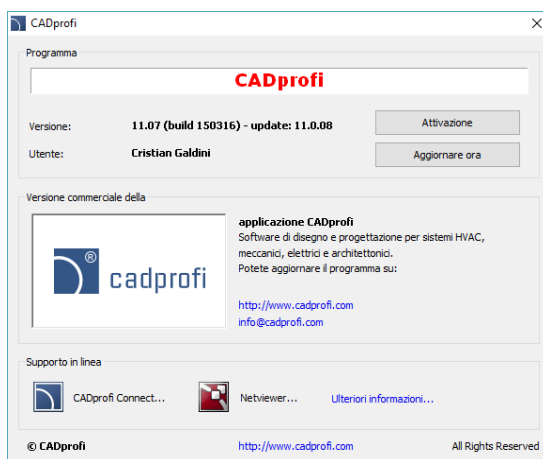 CADprofi
Programma
CADprofi
Versione: 11.07 (build 150316) - update: 11.0.08 Attivazione
Utente: Cristian Galdini Aggiornare ora
Versione commerciale della
applicazione CADprofi
Software di disegno e progettazione per sistemi HVAC,
meccanici, elettrici e architettonici.
Potete aggiornare il programma su:
® cadprofi
http://www.cadprofi.com
info@cadprofi.com
Supporto in linea
CADprofi Connect... Netviewer... Ulteriori informazioni...
© CADprofi http://www.cadprofi.com All Rights Reserved